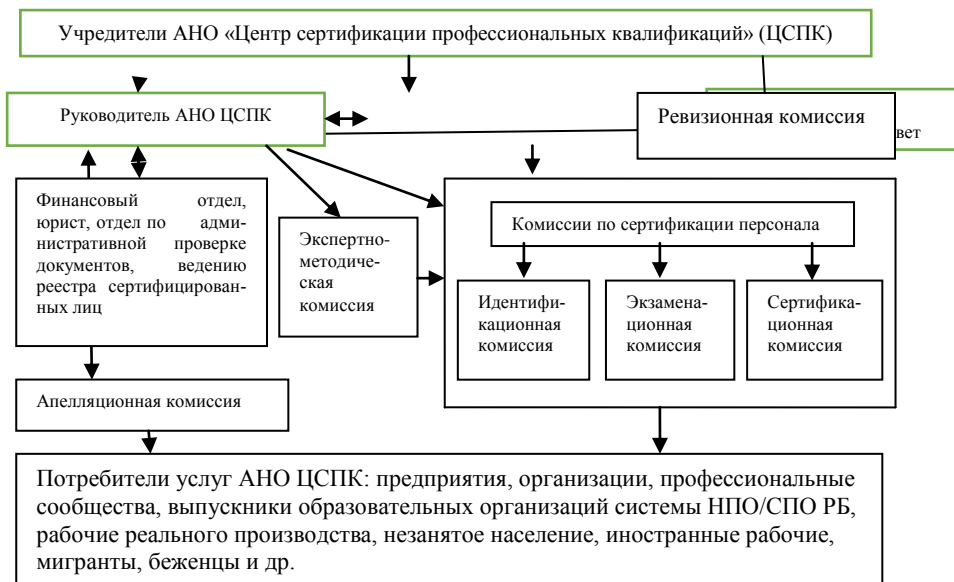 Учредители АНО «Центр сертификации профессиональных квалификаций» (ЦСПК)
Руководитель АНО ЦСПК
Ревизионная комиссия
вет
Финансовый отдел,
юрист, отдел по адми-
нистративной проверке
документов, ведению
реестра сертифицирован-
ных лиц
Экспертно-
методиче-
ская
комиссия
Комиссии по сертификации персонала
Идентифи-
кационная
комиссия
Экзамена-
ционная
комиссия
Сертифика-
ционная
комиссия
Апелляционная комиссия
Потребители услуг АНО ЦСПК: предприятия, организации, профессиональные
сообщества, выпускники образовательных организаций системы НПО/СПО РБ,
рабочие реального производства, незанятое население, иностранные рабочие,
мигранты, беженцы и др.